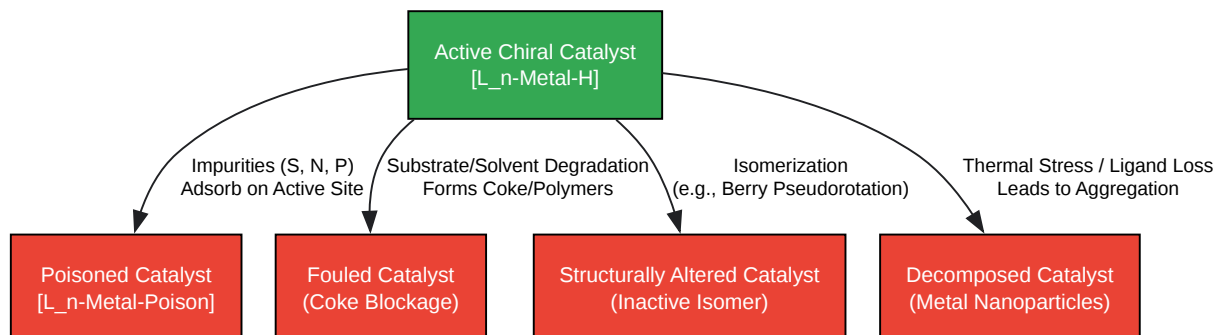 Active Chiral Catalyst
[L_n-Metal-H]
Impurities (S, N, P)
Adsorb on Active Site
Substrate/Solvent Degradation
Forms Coke/Polymers
Isomerization
(e.g., Berry Pseudorotation)
Thermal Stress / Ligand Loss
Leads to Aggregation
Poisoned Catalyst
[L_n-Metal-Poison]
Fouled Catalyst
(Coke Blockage)
Structurally Altered Catalyst
(Inactive Isomer)
Decomposed Catalyst
(Metal Nanoparticles)